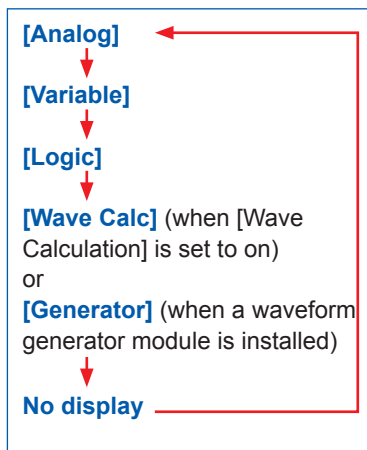 [Analog]
[Variable]
[Logic]
[Wave Calc] (when [Wave
Calculation] is set to on)
or
[Generator] (when a waveform
generator module is installed)
No display